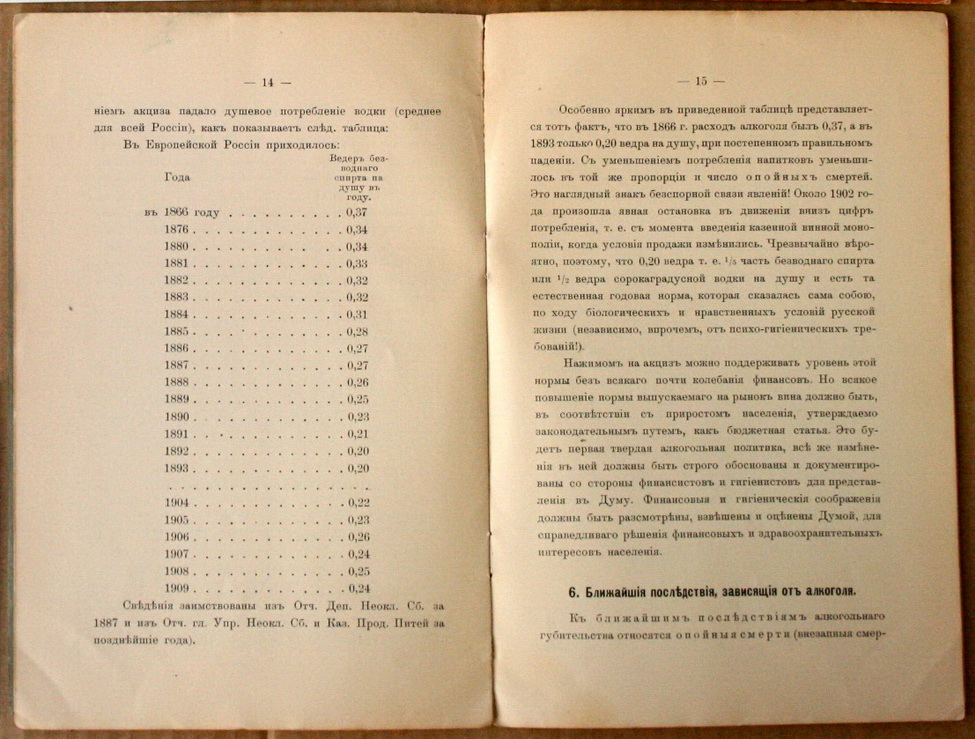 — 14 —
ніемъ акциза падало душевое потребленіе водки (среднее
для всей Россіи), какъ показываетъ слѣд. таблица:
Въ Европейской Россіи приходилось:
Ведеръ без-
воднаго
спирта на
душу въ
году.
Года
въ 1866 году . . . . . . . . . . 0,37
1876 . . . . . . . . . . . . 0,34
1880 . . . . . . . . . . . . 0,34
1881 . . . . . . . . . . . . 0,33
1882 . . . . . . . . . . . . 0,32
1883 . . . . . . . . . . . . 0,32
1884 . . . . . . . . . . . . 0,31
1885 . . . . . . . . . . . . 0,28
1886 . . . . . . . . . . . . 0,27
1887 . . . . . . . . . . . . 0,27
1888 . . . . . . . . . . . . 0,26
1889 . . . . . . . . . . . . 0,25
1890 . . . . . . . . . . . . 0,23
1891 . . . . . . . . . . . . 0,21
1892 . . . . . . . . . . . . 0,20
1893 . . . . . . . . . . . . 0,20
. . . . . . . . . . . . . . . .
1904 . . . . . . . . . . . . 0,22
1905 . . . . . . . . . . . . 0,23
1906 . . . . . . . . . . . . 0,26
1907 . . . . . . . . . . . . 0,24
1908 . . . . . . . . . . . . 0,25
1909 . . . . . . . . . . . . 0,24
Свѣдѣнія заимствованы изъ Отч. Деп. Неокл. Сб. за
1887 и изъ Отч. гл. Упр. Неокл. Сб. и Каз. Прод. Питей за
позднѣйшіе года).
— 15 —
Особенно яркимъ въ приведенной таблицѣ представляет-
ся тотъ фактъ, что въ 1866 г. расходъ алкоголя былъ 0,37, а въ
1893 только 0,20 ведра на душу, при постепенномъ правильномъ
паденіи. Съ уменьшеніемъ потребленія напитковъ уменьши-
лось въ той же пропорціи и число опойныхъ смертей.
Это наглядный знакъ безспорной связи явленій! Около 1902 го-
да произошла явная остановка въ движеніи внизъ цифръ
потребленія, т. е. съ момента введенія казенной винной моно-
поліи, когда условія продажи измѣнились. Чрезвычайно вѣро-
ятно, поэтому, что 0,20 ведра т. е. 1/5 часть безводнаго спирта
или 1/2 ведра сорокаградусной водки на душу и есть та
естественная годовая норма, которая сказалась сама собою,
по ходу біологическихъ и нравственныхъ условій русской
жизни (независимо, впрочемъ, отъ психо-гигіеническихъ тре-
бованій!).
Нажимомъ на акцизъ можно поддерживать уровень этой
нормы безъ всякаго почти колебанія финансовъ. Но всякое
повышеніе нормы выпускаемаго на рынокъ вина должно быть,
въ соотвѣтствіи съ приростомъ населенія, утверждаемо
законодательнымъ путемъ, какъ бюджетная статья. Это бу-
детъ первая твердая алкогольная политика, всѣ же измѣне-
нія въ ней должны быть строго обоснованы и документиро-
ваны со стороны финансистовъ и гигіенистовъ для представ-
ленія въ Думу. Финансовыя и гигіеническія соображенія
должны быть разсмотрѣны, взвѣшены и оцѣнены Думой, для
справедливаго рѣшенія финансовыхъ и здравоохранительныхъ
интересовъ населенія.
6. Ближайшія послѣдствія, зависящія отъ алкоголя.
Къ ближайшимъ послѣдствіямъ алкогольнаго
губительства относятся опойныя смерти (внезапныя смер-